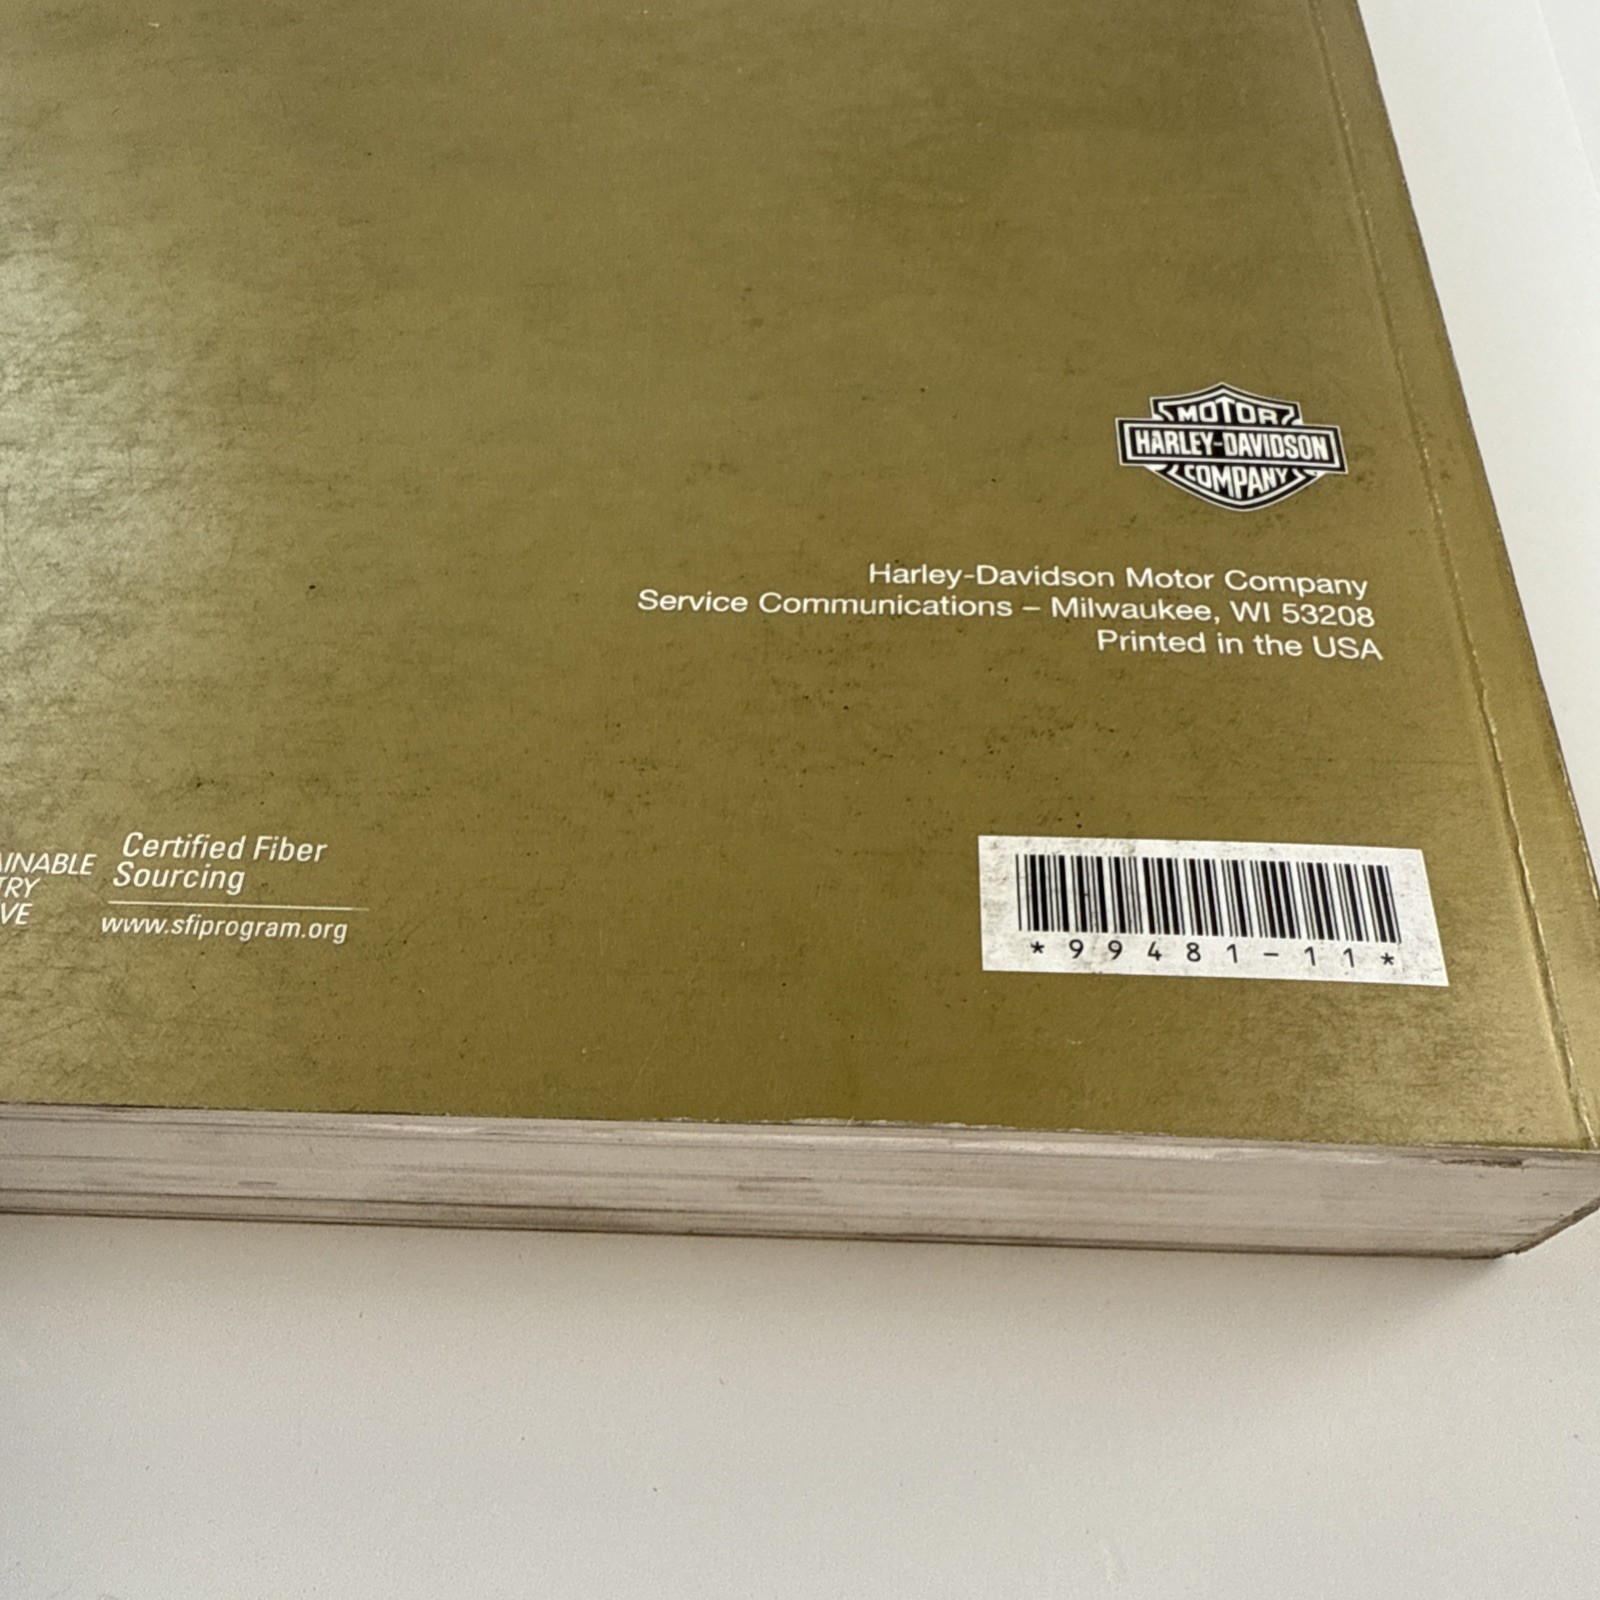 MOTOR
HARLEY-DAVIDSON
COMPANY
Harley-Davidson Motor Company
Service Communications – Milwaukee, WI 53208
Printed in the USA
Certified Fiber
Sourcing
www.sfiprogram.org
*99481-11*